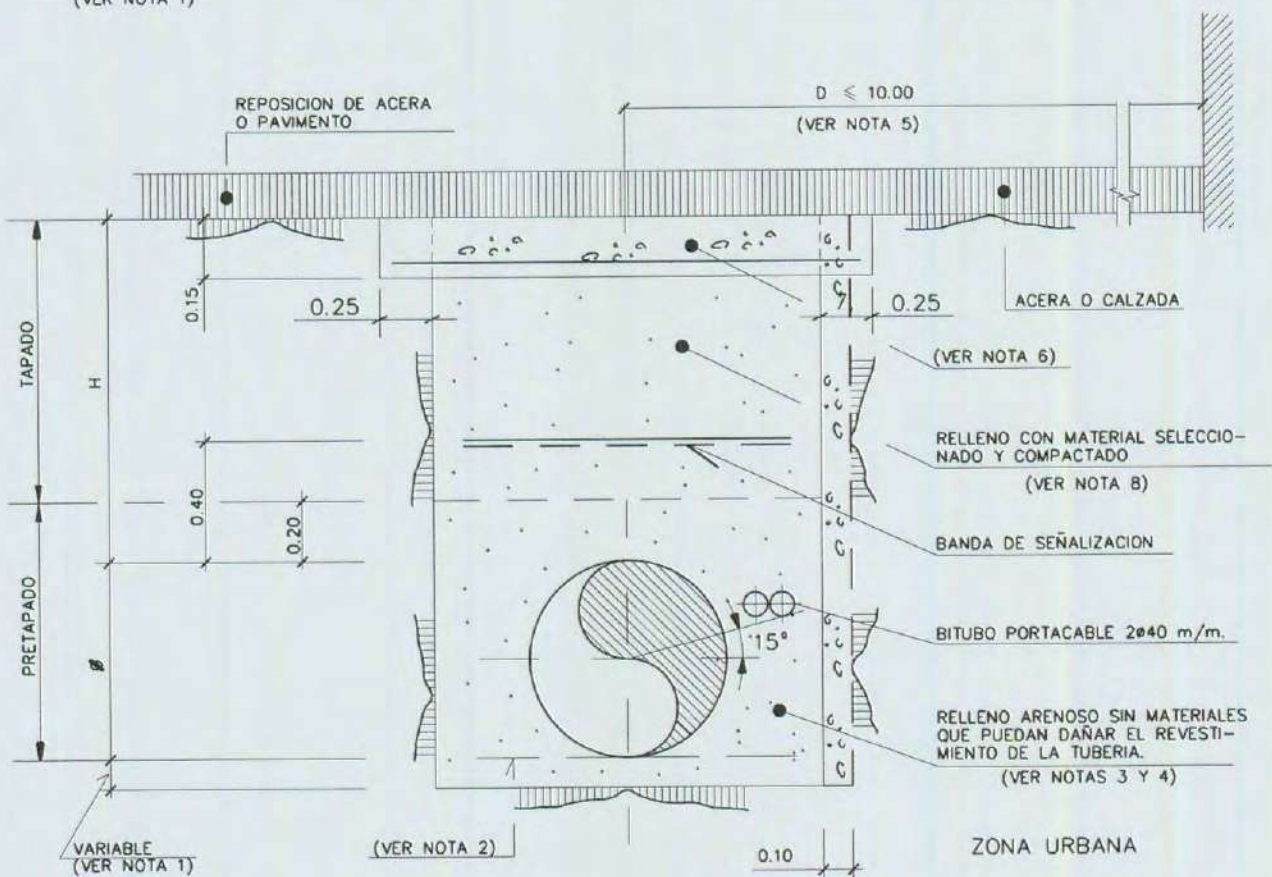 (VER NOTA 1)
REPOSICION DE ACERA
O PAVIMENTO
D ⩽ 10.00
(VER NOTA 5)
TAPADO
H
0.15
0.25
0.25
ACERA O CALZADA
(VER NOTA 6)
RELLENO CON MATERIAL SELECCIO-
NADO Y COMPACTADO
(VER NOTA 8)
0.40
0.20
BANDA DE SEÑALIZACION
PRETAPADO
ø
15°
BITUBO PORTACABLE 2ø40 m/m.
RELLENO ARENOSO SIN MATERIALES
QUE PUEDAN DAÑAR EL REVESTI-
MIENTO DE LA TUBERIA.
(VER NOTAS 3 Y 4)
VARIABLE
(VER NOTA 1)
(VER NOTA 2)
0.10
ZONA URBANA